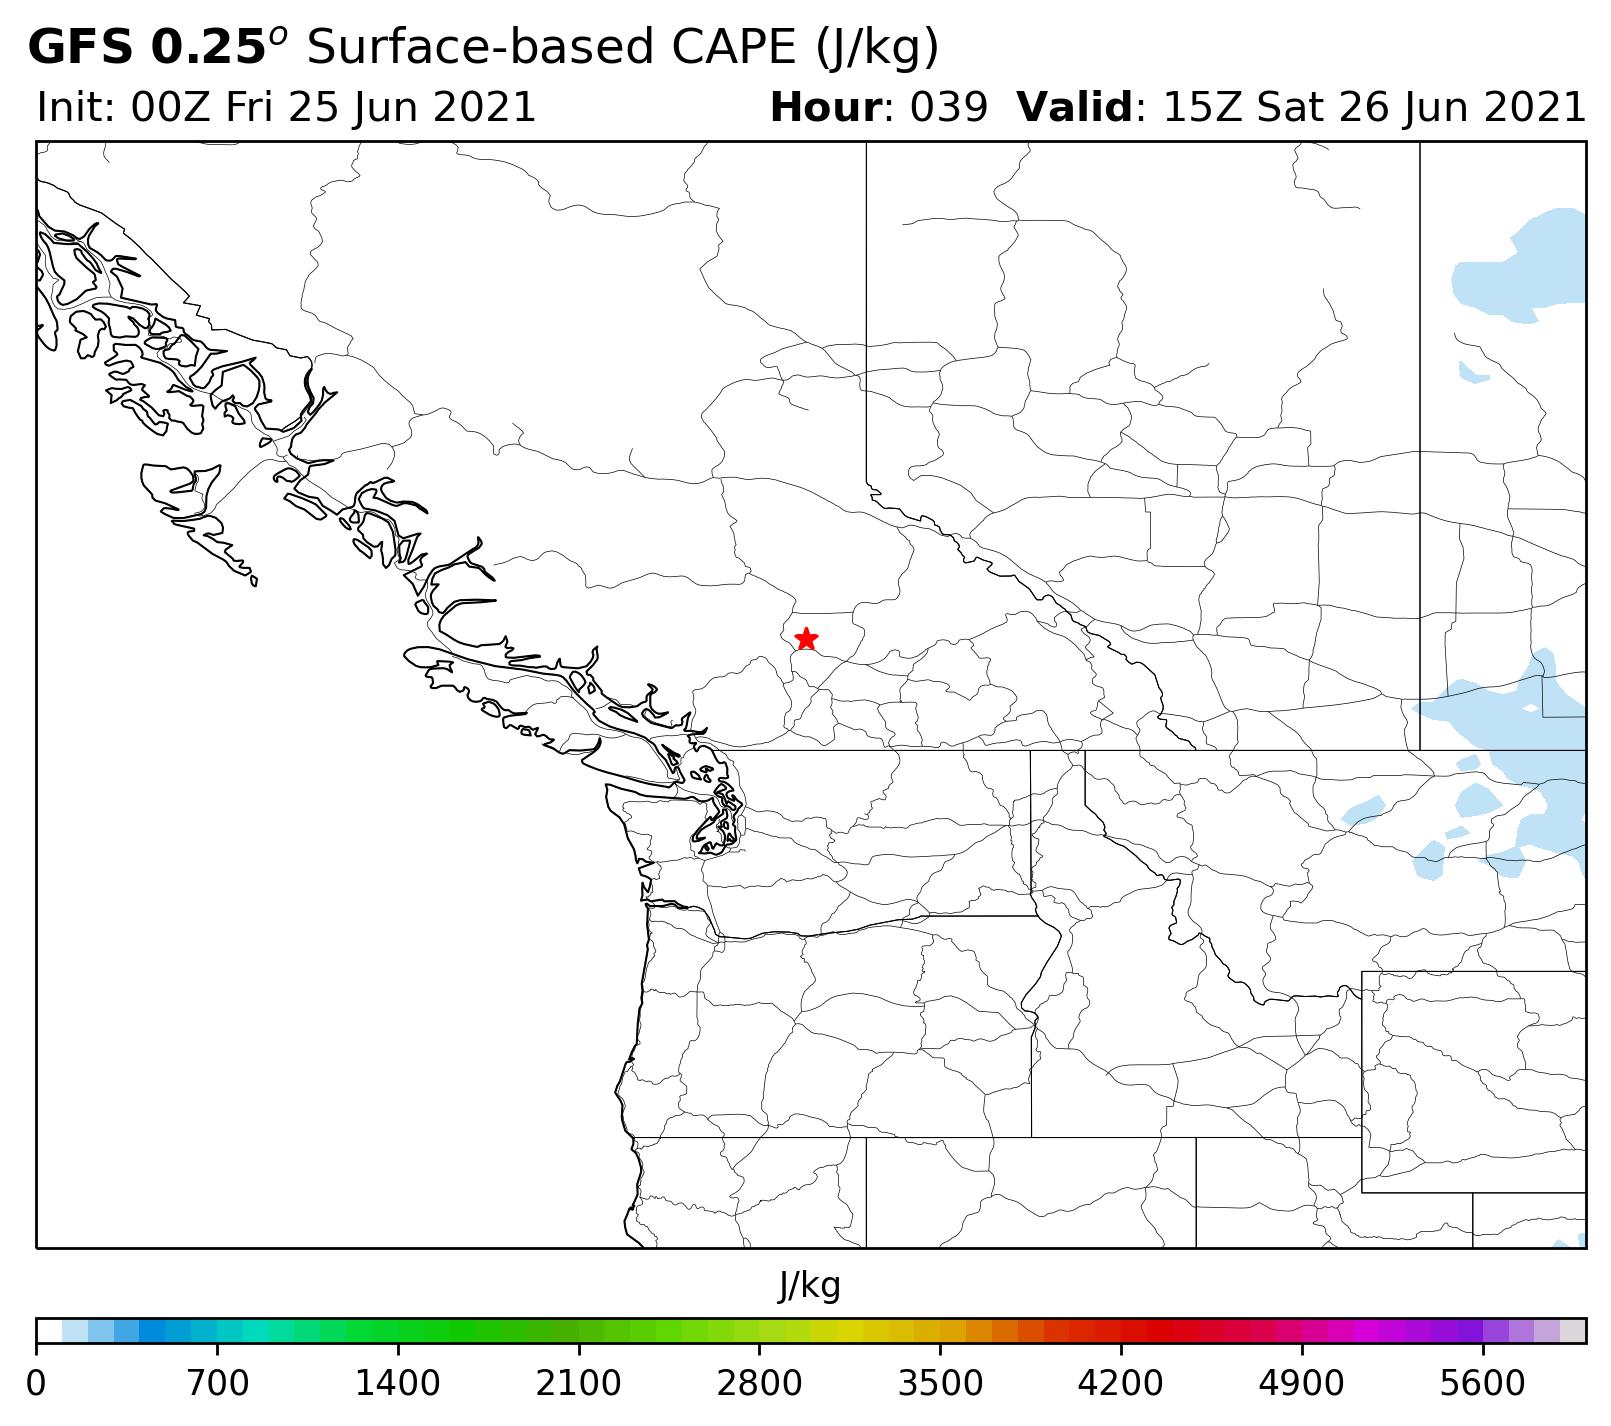 GFS 0.25° Surface-based CAPE (J/kg)
Init: 00Z Fri 25 Jun 2021 Hour: 039 Valid: 15Z Sat 26 Jun 2021
J/kg
0 700 1400 2100 2800 3500 4200 4900 5600